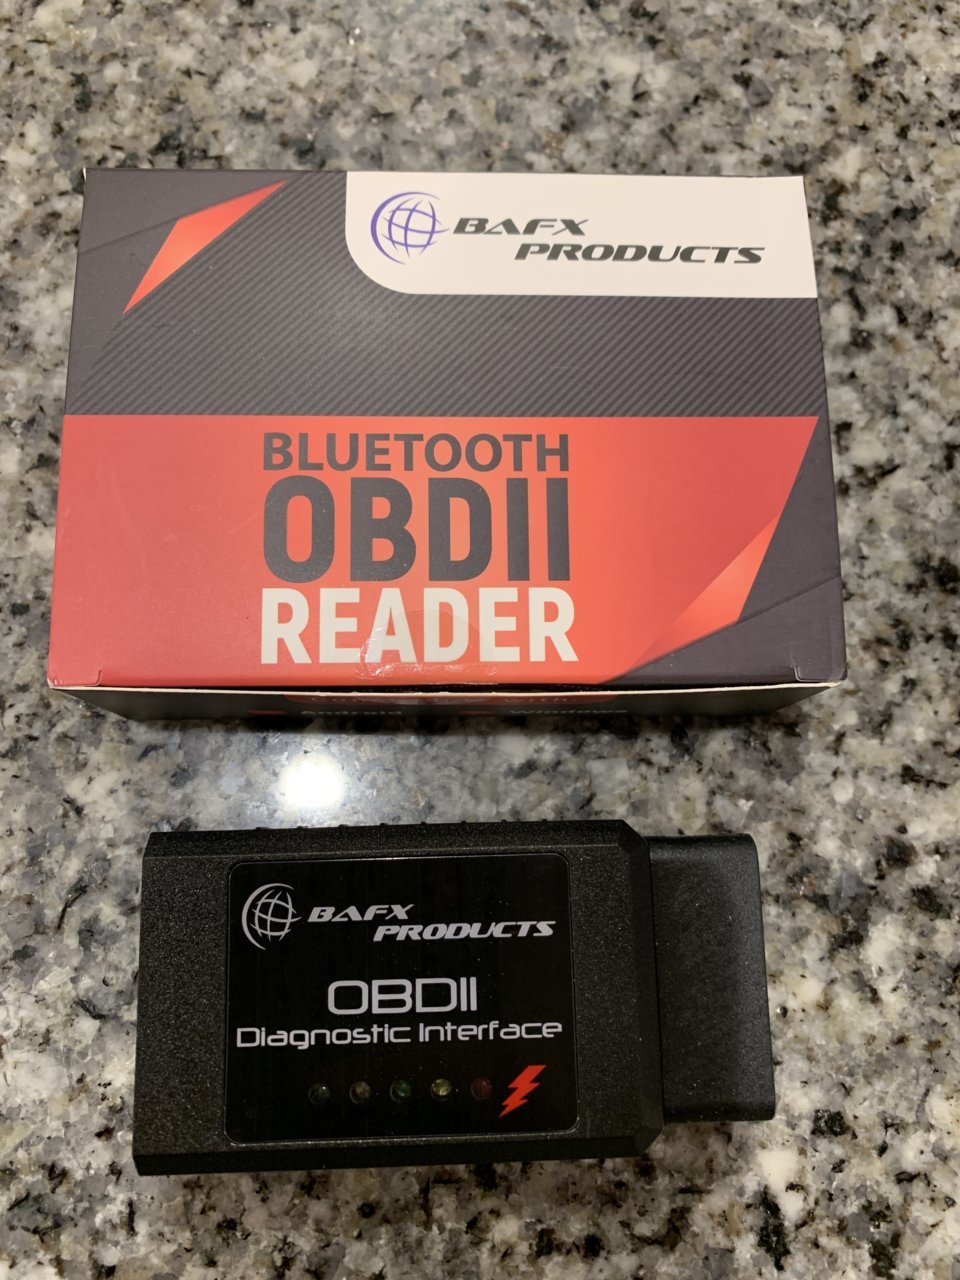 BAFX
PRODUCTS
BLUETOOTH
OBDII
READER
BAFX
PRODUCTS
OBDII
Diagnostic Interface